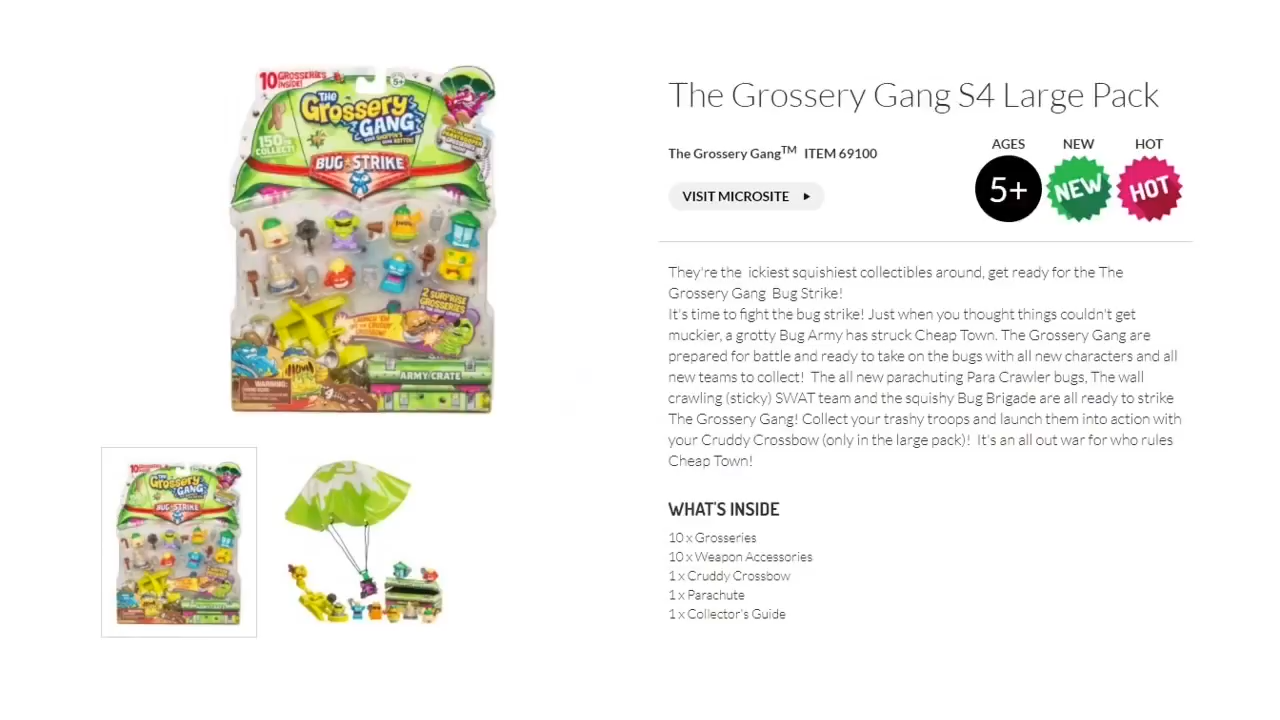 10 GROSSERIES
INSIDE!
5+
THE
Grossery
GANG
150 TO
COLLECT!
BUG STRIKE
2 SURPRISE
GROSSERIES
ARMY CRATE
WARNING:
The Grossery Gang S4 Large Pack
The Grossery Gang™ ITEM 69100
AGES NEW HOT
5+ NEW HOT
VISIT MICROSITE
They're the ickiest squishiest collectibles around, get ready for the The
Grossery Gang Bug Strike!
It's time to fight the bug strike! Just when you thought things couldn't get
muckier, a grotty Bug Army has struck Cheap Town. The Grossery Gang are
prepared for battle and ready to take on the bugs with all new characters and all
new teams to collect! The all new parachuting Para Crawler bugs, The wall
crawling (sticky) SWAT team and the squishy Bug Brigade are all ready to strike
The Grossery Gang! Collect your trashy troops and launch them into action with
your Cruddy Crossbow (only in the large pack)! It's an all out war for who rules
Cheap Town!
WHAT'S INSIDE
10 x Grosseries
10 x Weapon Accessories
1 x Cruddy Crossbow
1 x Parachute
1 x Collector's Guide
THE
Grossery
GANG
BUG STRIKE